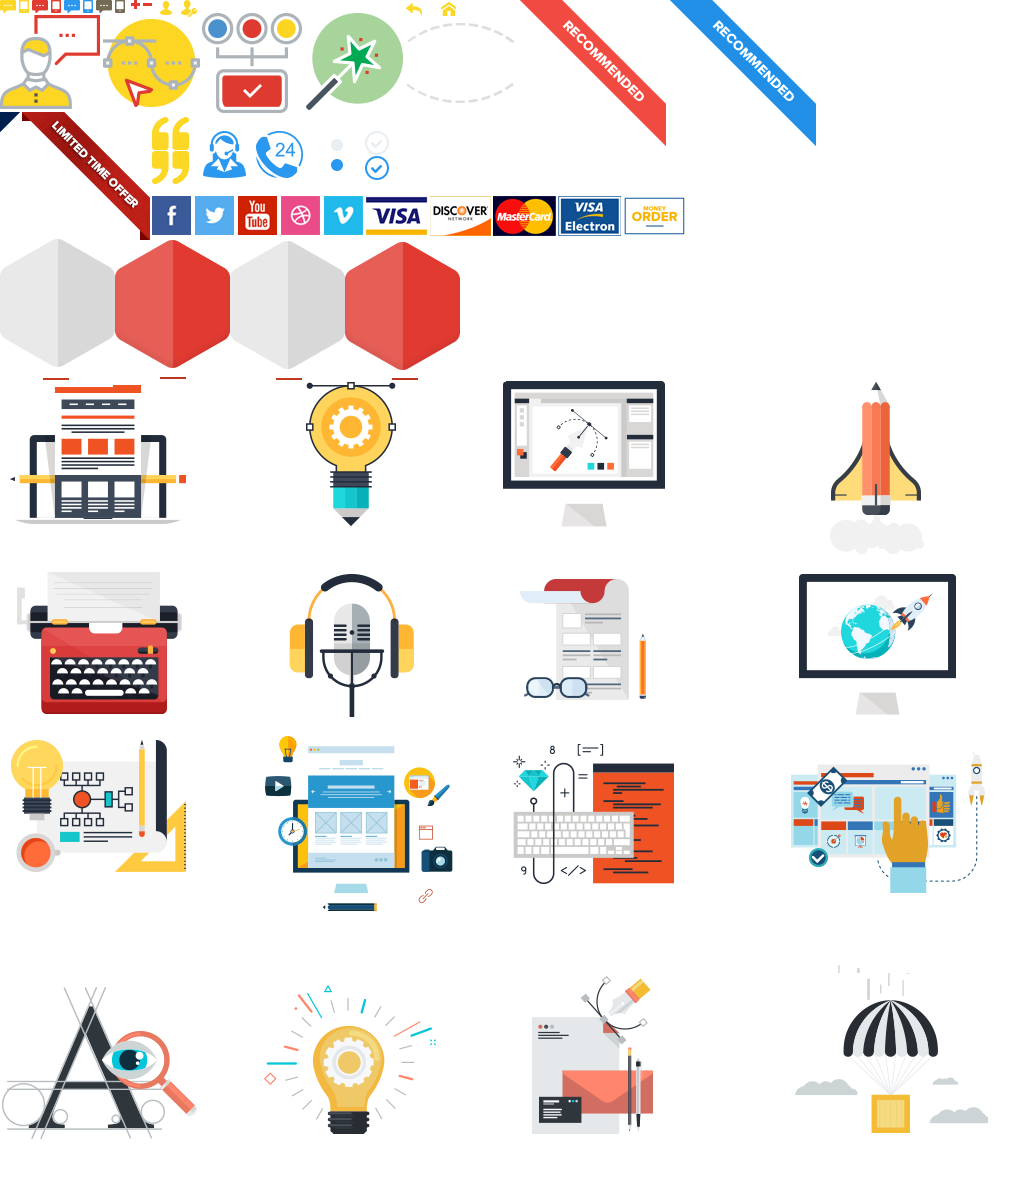 RECOMMENDED
RECOMMENDED
LIMITED TIME OFFER
24
f
You
Tube
VISA
DISCOVER
NETWORK
MasterCard
VISA
Electron
MONEY
ORDER
8 [=]
+ =
9 </>
$